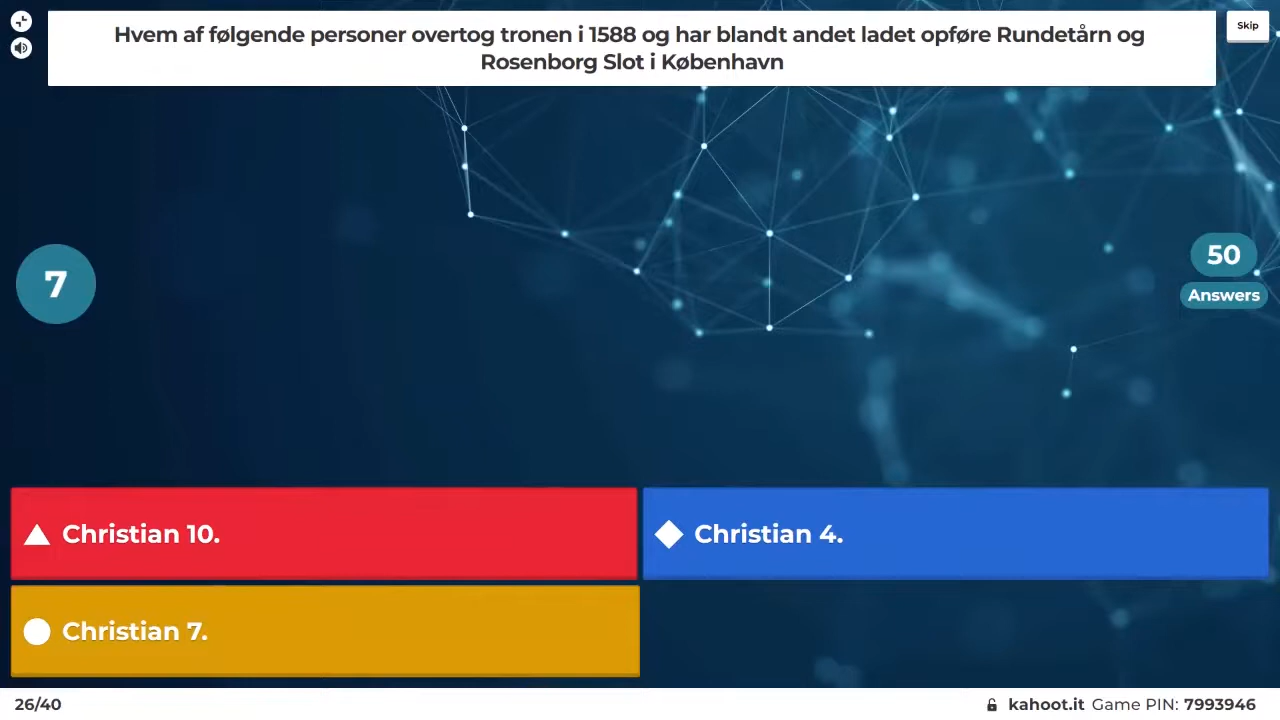 Hvem af følgende personer overtog tronen i 1588 og har blandt andet ladet opføre Rundetårn og
Rosenborg Slot i København
Skip
7
50
Answers
Christian 10.
Christian 4.
Christian 7.
26/40
kahoot.it Game PIN: 7993946